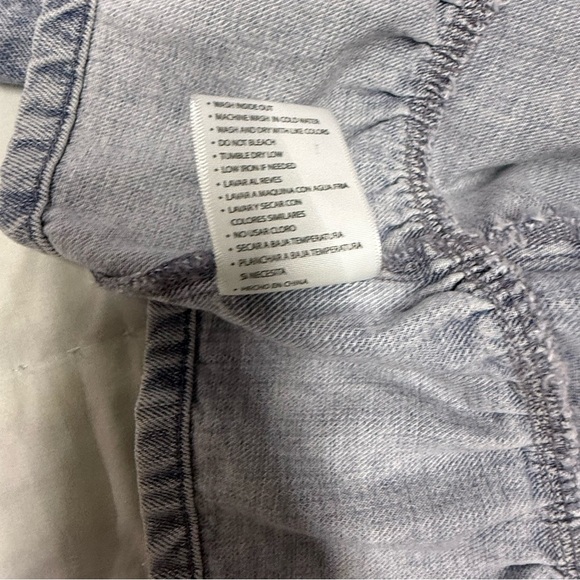 • WASH INSIDE OUT
• MACHINE WASH IN COLD WATER
• WASH AND DRY WITH LIKE COLORS
• DO NOT BLEACH
• TUMBLE DRY LOW
• LOW IRON IF NEEDED
• LAVAR AL REVES
• LAVAR A MAQUINA CON AGUA FRIA
• LAVAR Y SECAR CON
COLORES SIMILARES
• NO USAR CLORO
• SECAR A BAJA TEMPERATURA
• PLANCHAR A BAJA TEMPERATURA
SI NECESITA
• HECHO EN CHINA